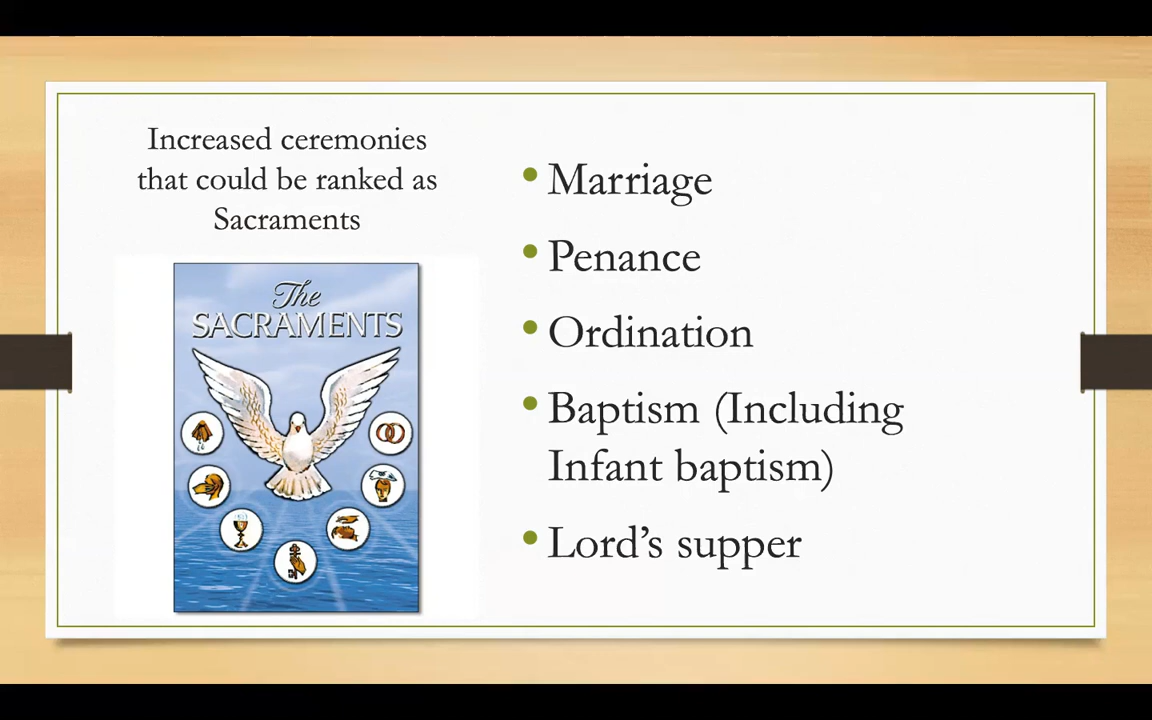 Increased ceremonies
that could be ranked as
Sacraments
The
SACRAMENTS
• Marriage
• Penance
• Ordination
• Baptism (Including
Infant baptism)
• Lord’s supper